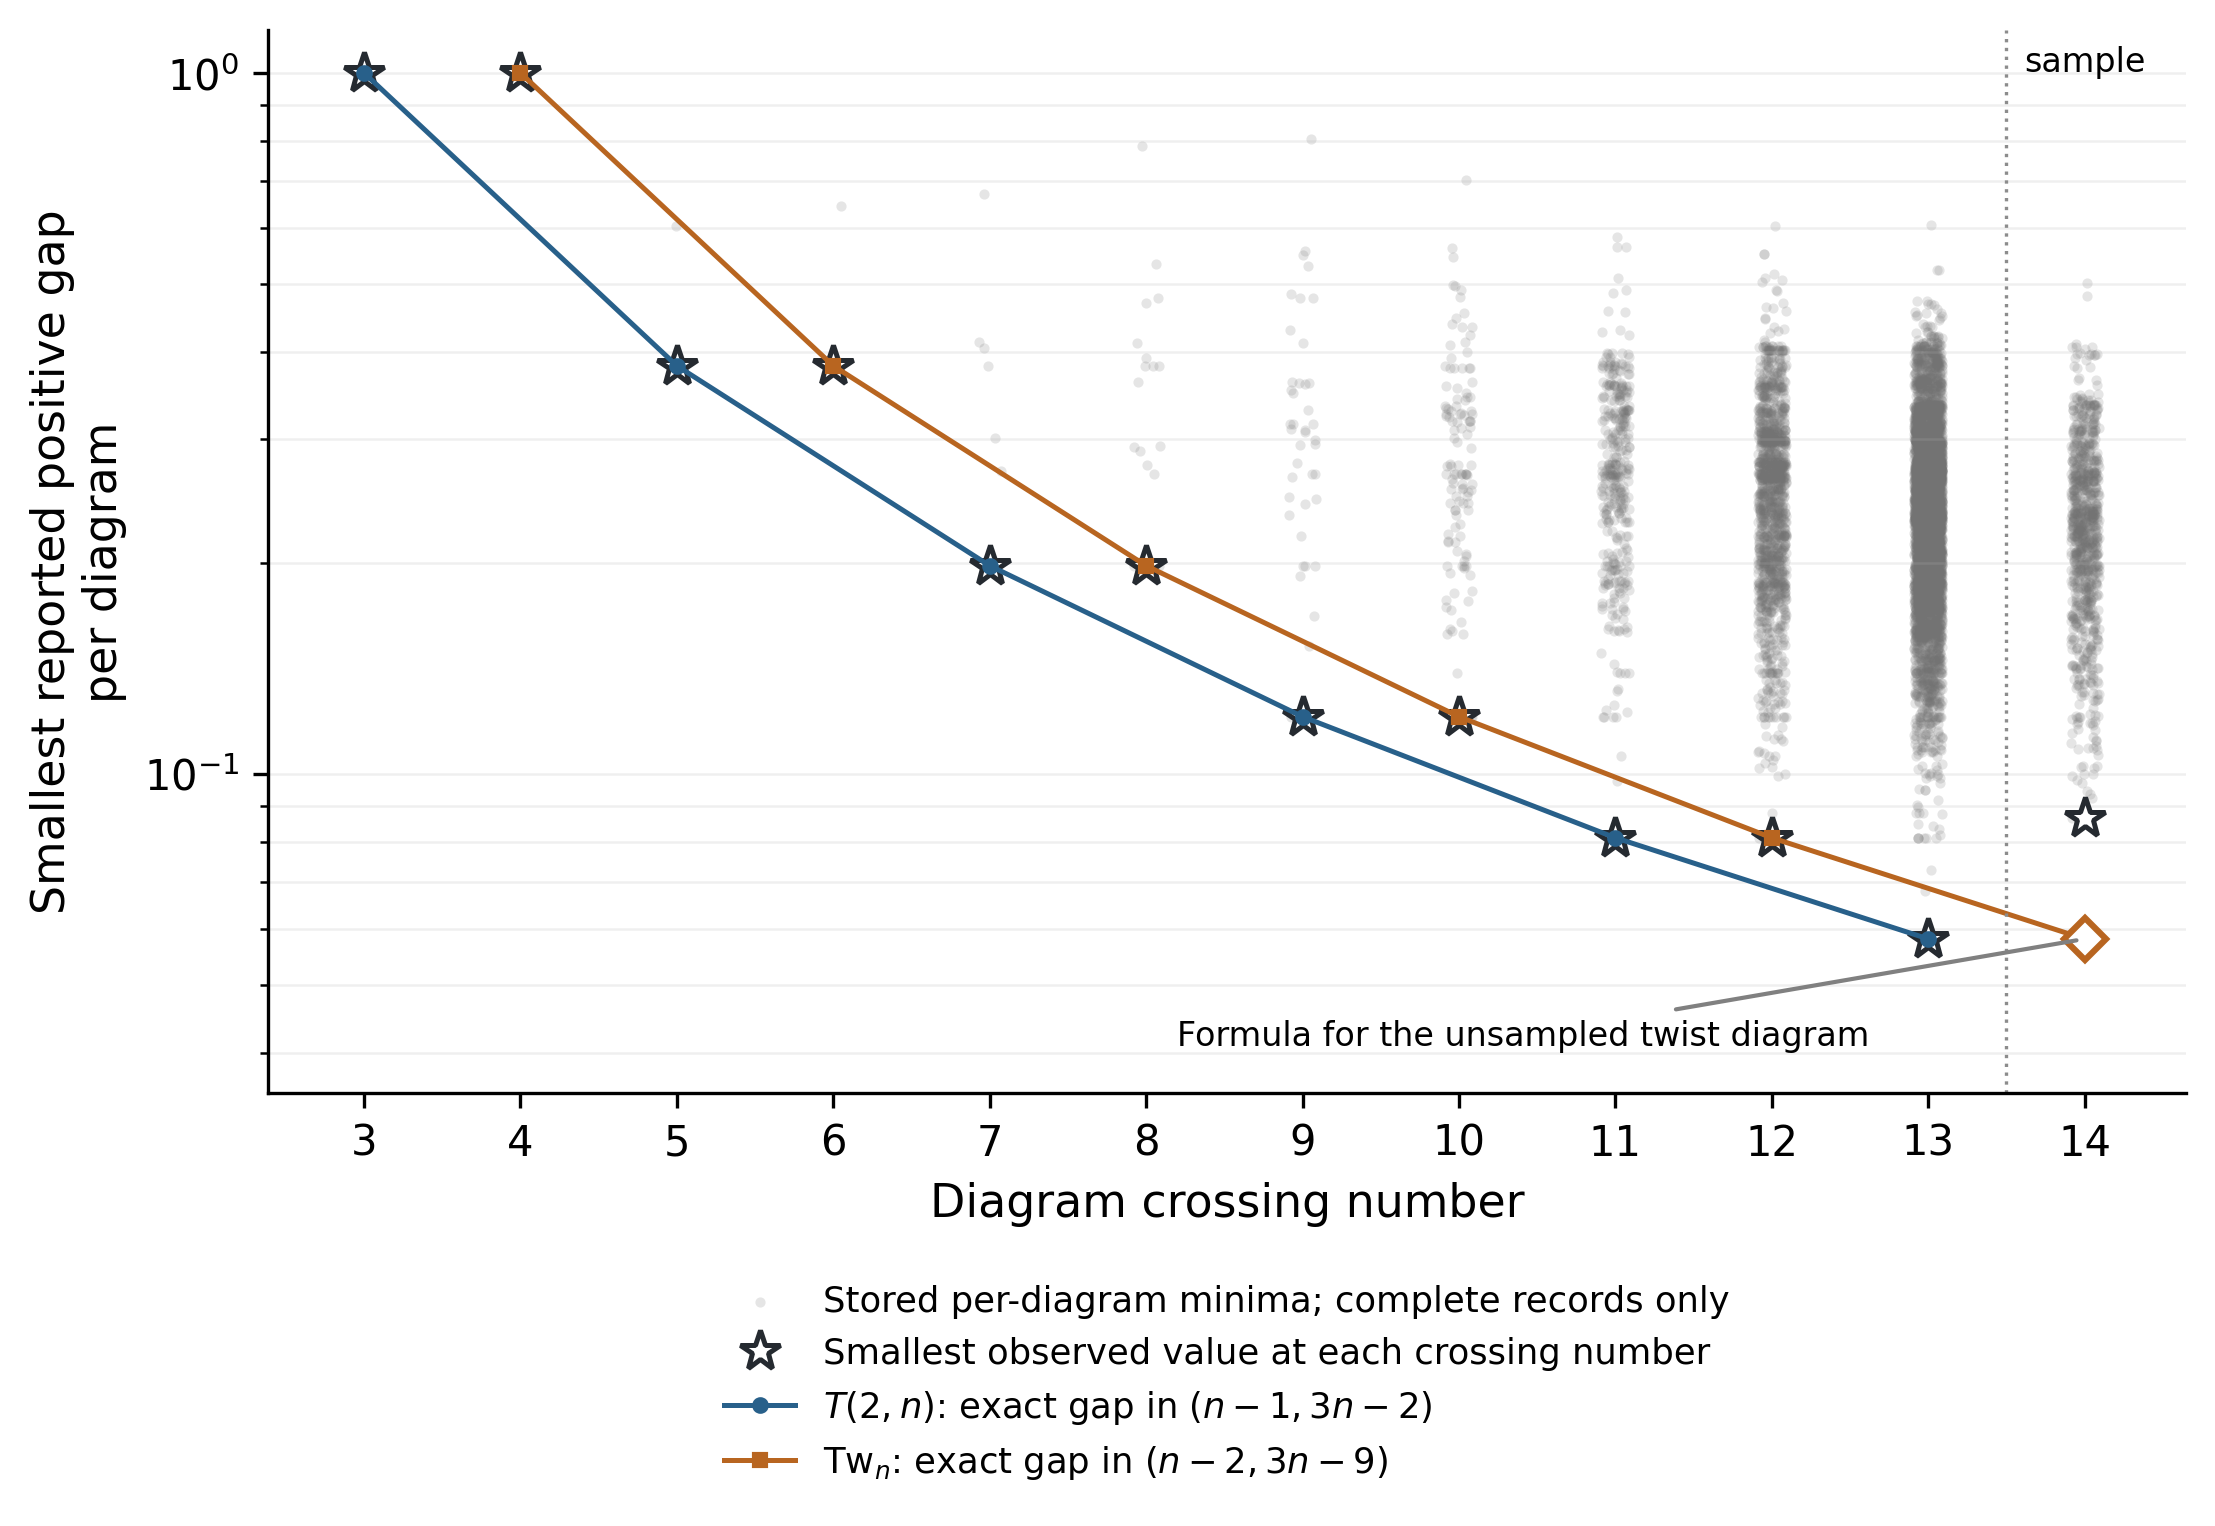 sample
10⁰
10⁻¹
Smallest reported positive gap
per diagram
Formula for the unsampled twist diagram
3 4 5 6 7 8 9 10 11 12 13 14
Diagram crossing number
Stored per-diagram minima; complete records only
Smallest observed value at each crossing number
T(2, n): exact gap in (n − 1, 3n − 2)
Twₙ: exact gap in (n − 2, 3n − 9)